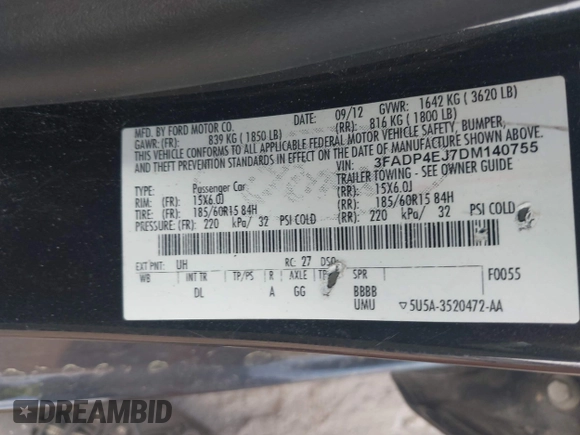 MFD. BY FORD MOTOR CO.
DATE: 09/12 GVWR: 1642 KG ( 3620 LB)
GAWR: (FR): 839 KG ( 1850 LB) (RR): 816 KG ( 1800 LB)
THIS VEHICLE CONFORMS TO ALL APPLICABLE FEDERAL MOTOR VEHICLE SAFETY, BUMPER,
AND THEFT PREVENTION STANDARDS IN EFFECT ON THE DATE OF MANUFACTURE SHOWN ABOVE.
VIN: 3FADP4EJ7DM140755
TYPE: Passenger Car TRAILER TOWING - SEE OWNER GUIDE
RIM: (FR): 15X6.0J (RR): 15X6.0J
TIRE: (FR): 185/60R15 84H (RR): 185/60R15 84H
PRESSURE: (FR): 220 kPa/ 32 PSI COLD (RR): 220 kPa/ 32 PSI COLD
EXT PNT: UH RC: 27 DSO: F0055
WB INT TR TP/PS R AXLE SPR
DL A GG BBBB
UMU ▽5U5A-3520472-AA
DREAMBID